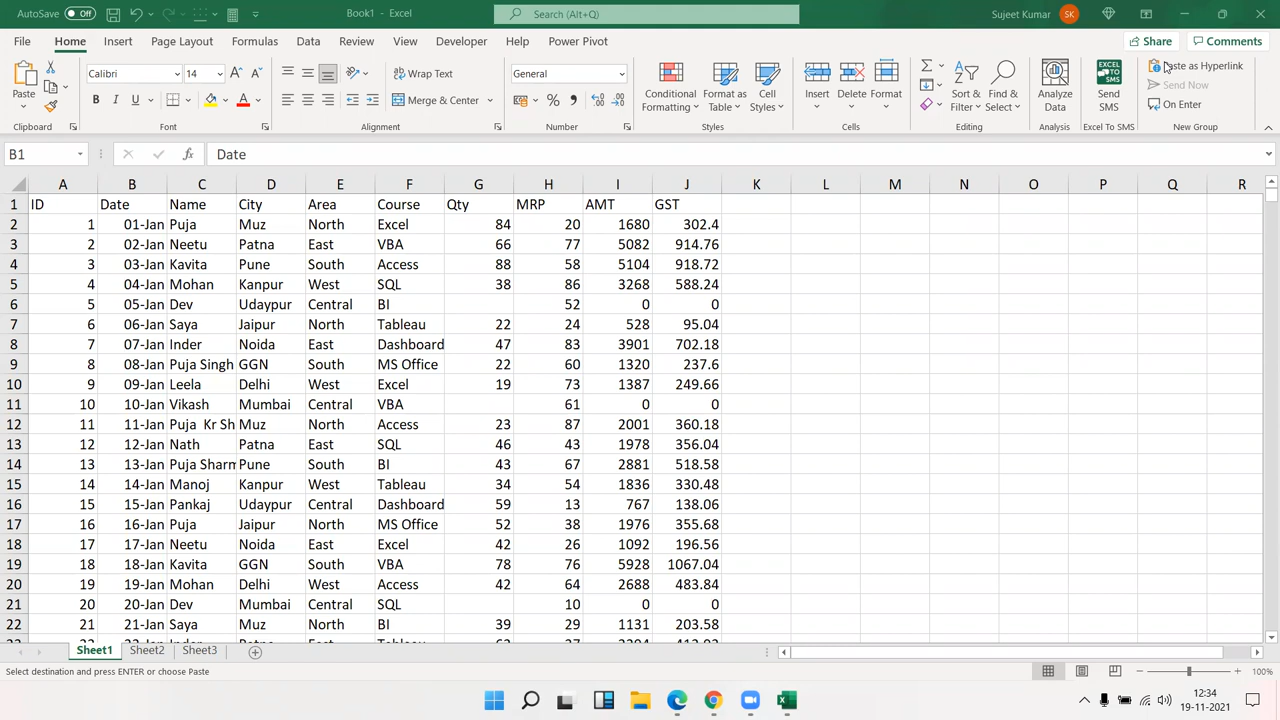 AutoSave Off Book1 - Excel Search (Alt+Q) Sujeet Kumar SK
File Home Insert Page Layout Formulas Data Review View Developer Help Power Pivot Share Comments
Calibri 14 A A Wrap Text General Σ Paste as Hyperlink
Paste B I U A Merge & Center % , Conditional Formatting Format as Table Cell Styles Insert Delete Format Sort & Filter Find & Select Analyze Data Send SMS Send Now
On Enter
Clipboard Font Alignment Number Styles Cells Editing Analysis Excel To SMS New Group
B1 fx Date
A B C D E F G H I J K L M N O P Q R
1 ID Date Name City Area Course Qty MRP AMT GST
2 1 01-Jan Puja Muz North Excel 84 20 1680 302.4
3 2 02-Jan Neetu Patna East VBA 66 77 5082 914.76
4 3 03-Jan Kavita Pune South Access 88 58 5104 918.72
5 4 04-Jan Mohan Kanpur West SQL 38 86 3268 588.24
6 5 05-Jan Dev Udaypur Central BI 52 0 0
7 6 06-Jan Saya Jaipur North Tableau 22 24 528 95.04
8 7 07-Jan Inder Noida East Dashboard 47 83 3901 702.18
9 8 08-Jan Puja Singh GGN South MS Office 22 60 1320 237.6
10 9 09-Jan Leela Delhi West Excel 19 73 1387 249.66
11 10 10-Jan Vikash Mumbai Central VBA 61 0 0
12 11 11-Jan Puja Kr Sh Muz North Access 23 87 2001 360.18
13 12 12-Jan Nath Patna East SQL 46 43 1978 356.04
14 13 13-Jan Puja Sharm Pune South BI 43 67 2881 518.58
15 14 14-Jan Manoj Kanpur West Tableau 34 54 1836 330.48
16 15 15-Jan Pankaj Udaypur Central Dashboard 59 13 767 138.06
17 16 16-Jan Puja Jaipur North MS Office 52 38 1976 355.68
18 17 17-Jan Neetu Noida East Excel 42 26 1092 196.56
19 18 18-Jan Kavita GGN South VBA 78 76 5928 1067.04
20 19 19-Jan Mohan Delhi West Access 42 64 2688 483.84
21 20 20-Jan Dev Mumbai Central SQL 10 0 0
22 21 21-Jan Saya Muz North BI 39 29 1131 203.58
Sheet1 Sheet2 Sheet3
Select destination and press ENTER or choose Paste 100%
12:34
19-11-2021